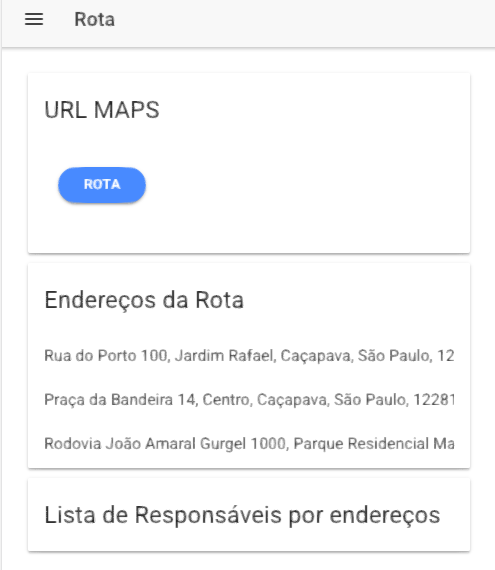 Rota
URL MAPS
ROTA
Endereços da Rota
Rua do Porto 100, Jardim Rafael, Caçapava, São Paulo, 12
Praça da Bandeira 14, Centro, Caçapava, São Paulo, 12281
Rodovia João Amaral Gurgel 1000, Parque Residencial Ma
Lista de Responsáveis por endereços